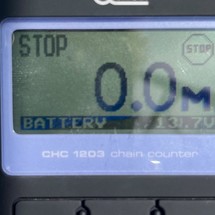 STOP STOP
0.0M
BATTERY 13.7V
CHC 1203 chain counter